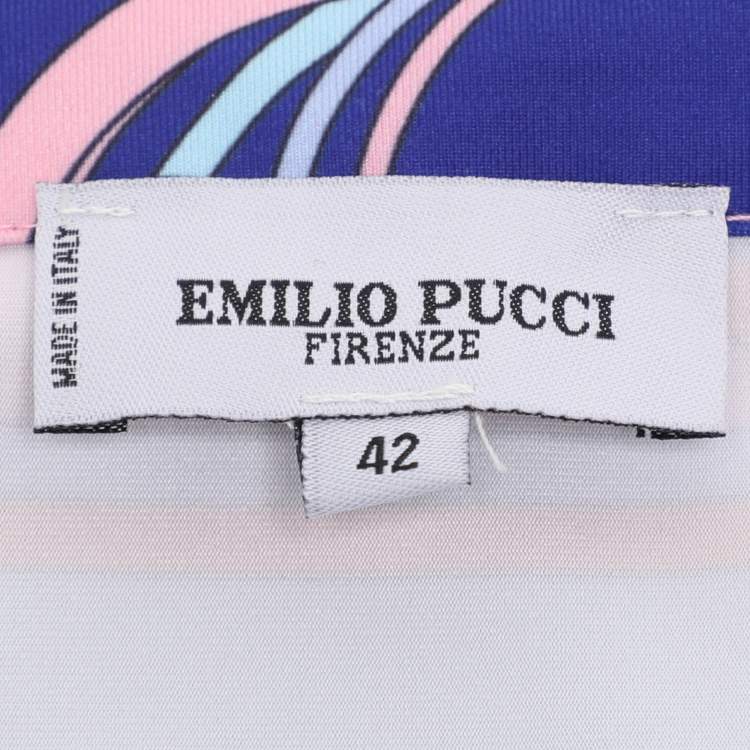 MADE IN ITALY
EMILIO PUCCI
FIRENZE
42